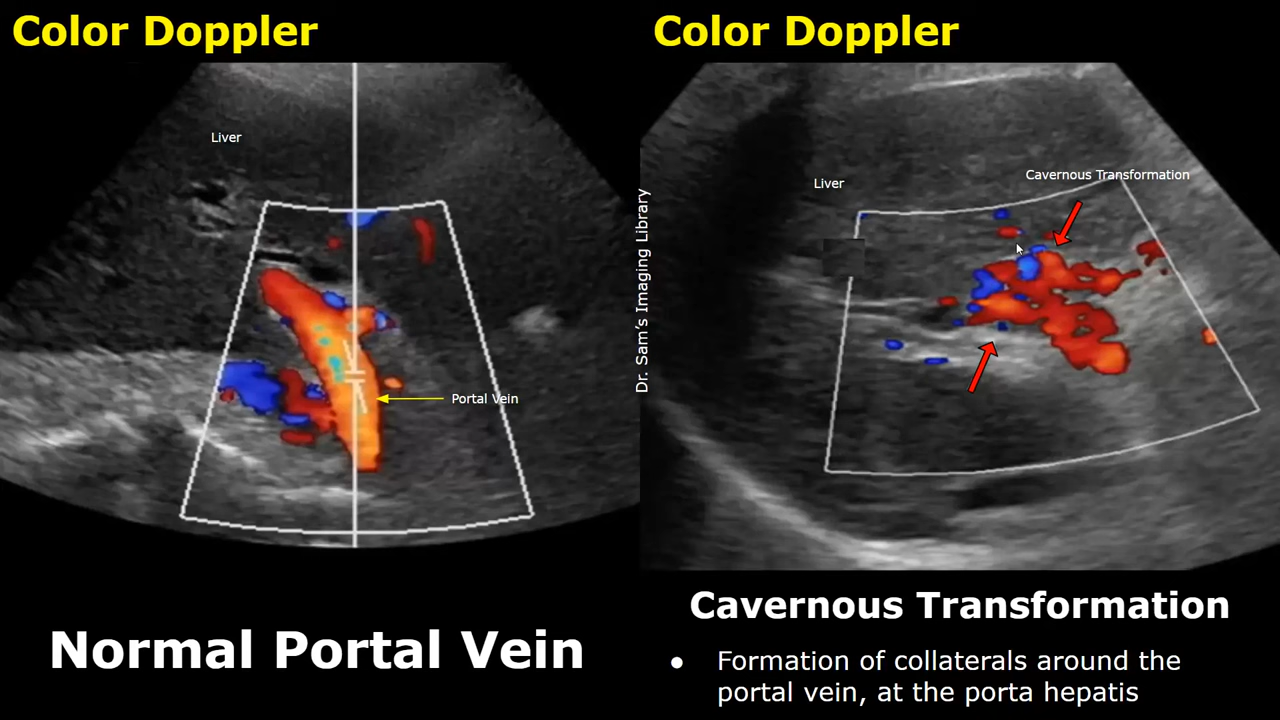 Color Doppler
Liver
Portal Vein
Normal Portal Vein
Dr. Sam's Imaging Library
Color Doppler
Liver
Cavernous Transformation
Cavernous Transformation
● Formation of collaterals around the
portal vein, at the porta hepatis